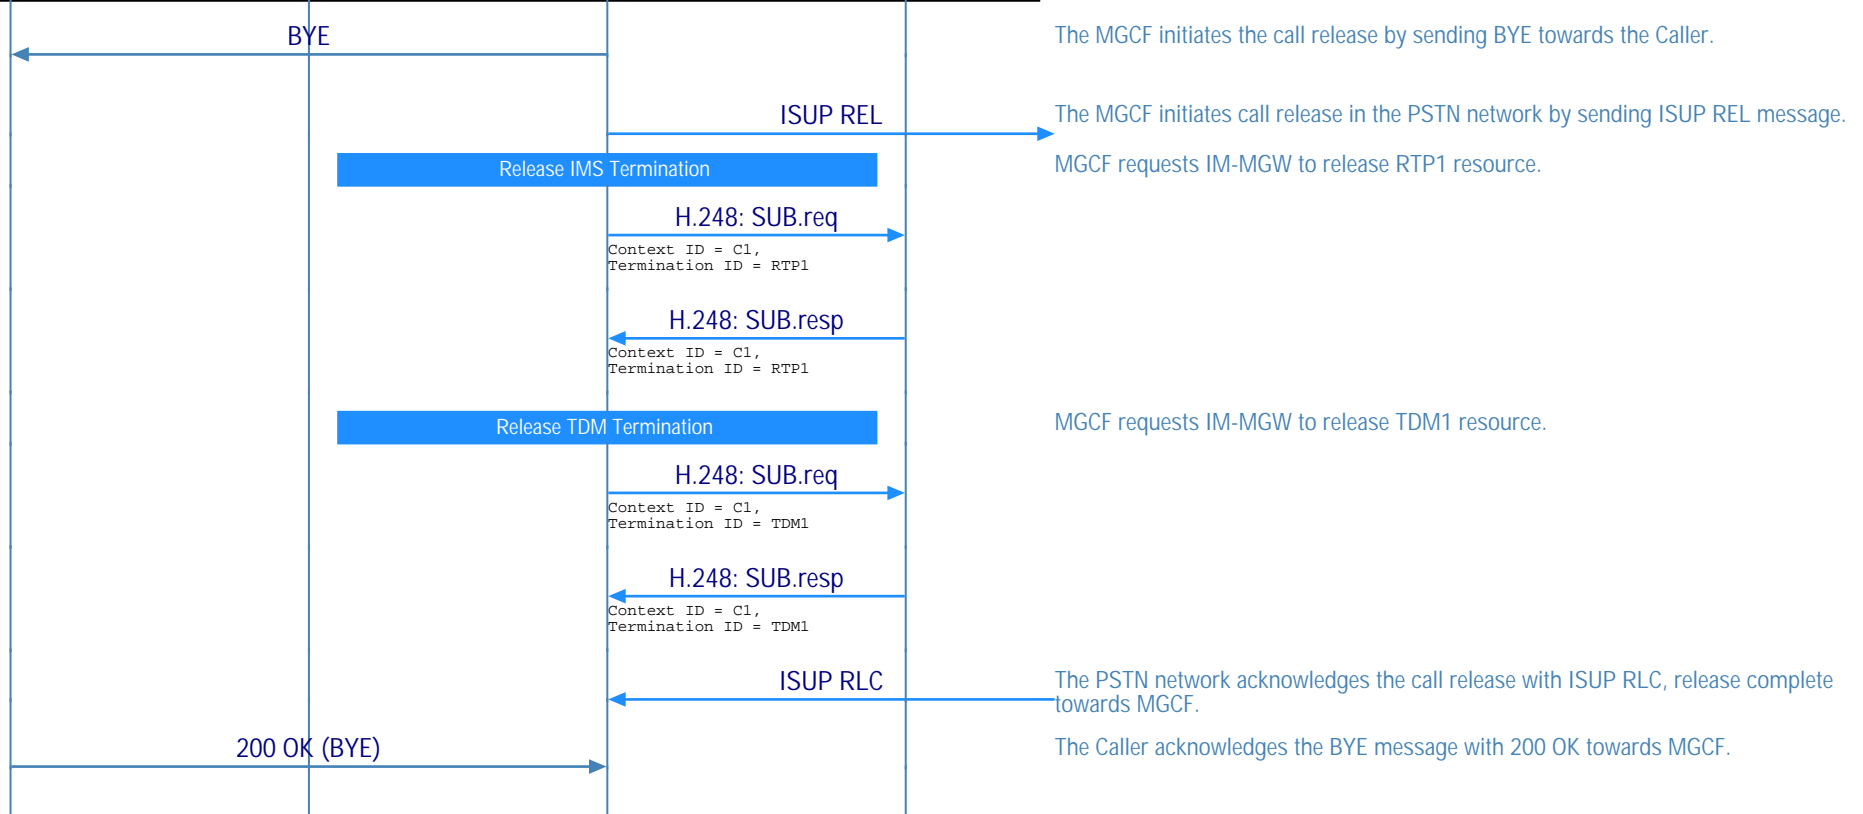 BYE
The MGCF initiates the call release by sending BYE towards the Caller.
ISUP REL
The MGCF initiates call release in the PSTN network by sending ISUP REL message.
Release IMS Termination
MGCF requests IM-MGW to release RTP1 resource.
H.248: SUB.req
Context ID = C1,
Termination ID = RTP1
H.248: SUB.resp
Context ID = C1,
Termination ID = RTP1
Release TDM Termination
MGCF requests IM-MGW to release TDM1 resource.
H.248: SUB.req
Context ID = C1,
Termination ID = TDM1
H.248: SUB.resp
Context ID = C1,
Termination ID = TDM1
ISUP RLC
The PSTN network acknowledges the call release with ISUP RLC, release complete
towards MGCF.
200 OK (BYE)
The Caller acknowledges the BYE message with 200 OK towards MGCF.